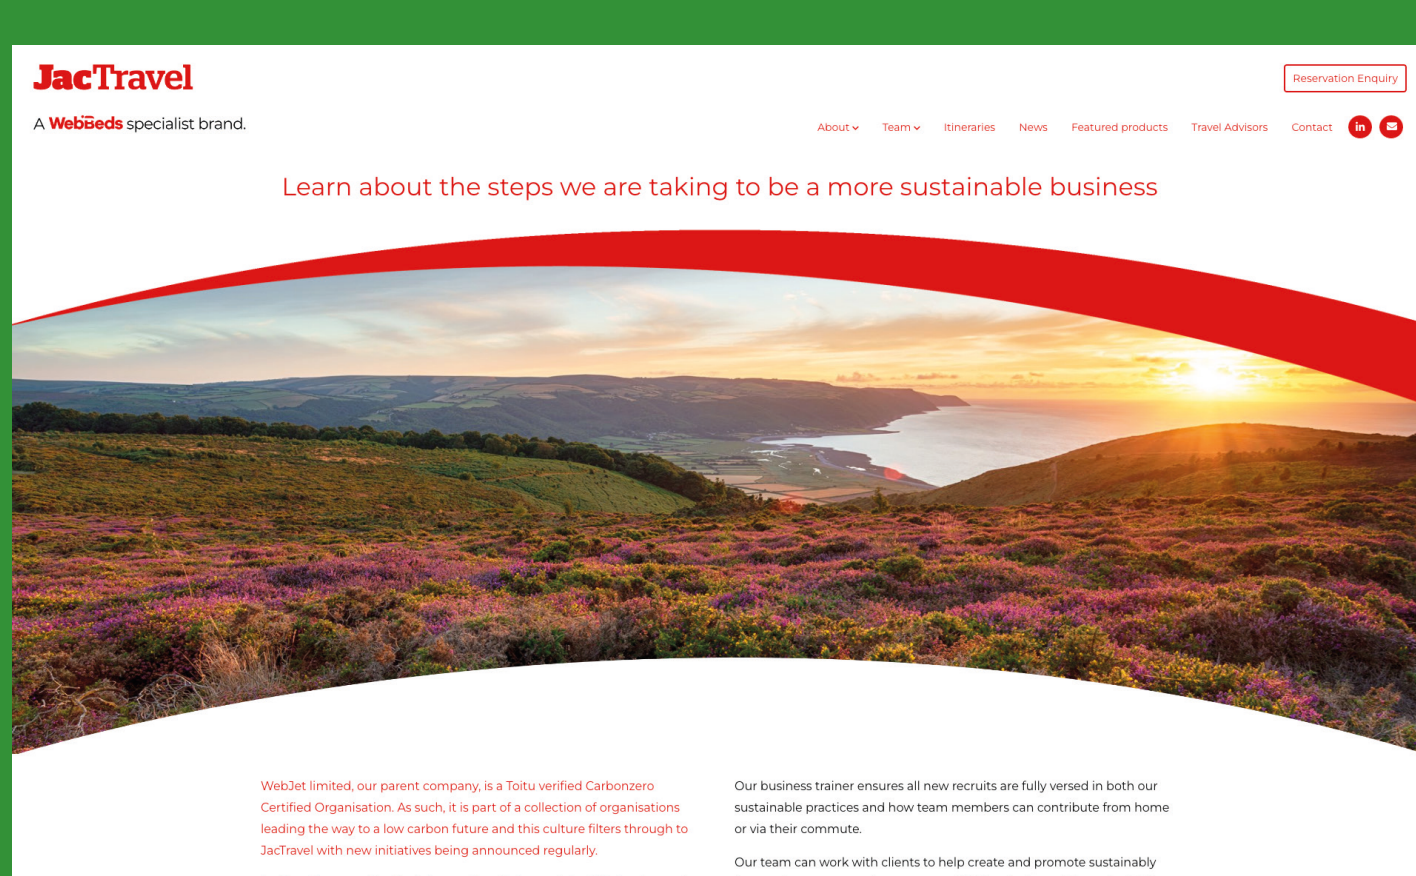 JacTravel
Reservation Enquiry
A WebBeds specialist brand.
About Team Itineraries News Featured products Travel Advisors Contact in
Learn about the steps we are taking to be a more sustainable business
WebJet limited, our parent company, is a Toitu verified Carbonzero
Certified Organisation. As such, it is part of a collection of organisations
leading the way to a low carbon future and this culture filters through to
JacTravel with new initiatives being announced regularly.
Our business trainer ensures all new recruits are fully versed in both our
sustainable practices and how team members can contribute from home
or via their commute.
Our team can work with clients to help create and promote sustainably